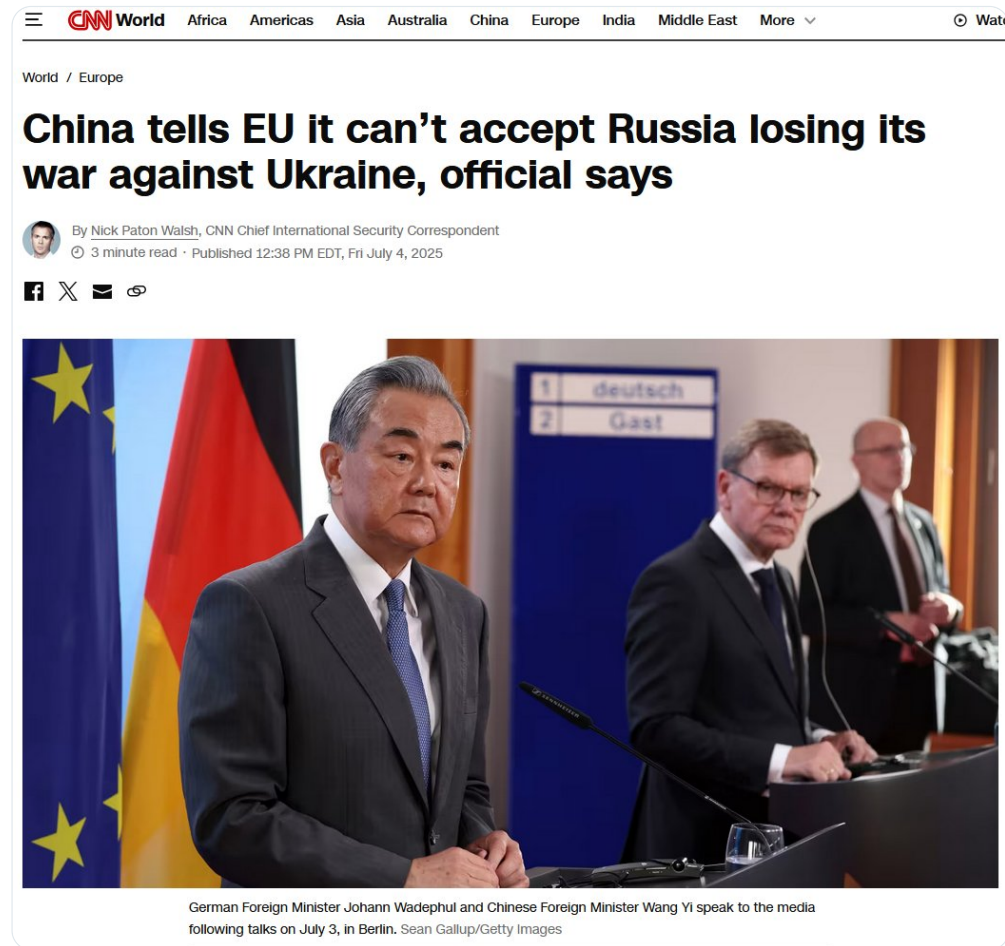 CNN World Africa Americas Asia Australia China Europe India Middle East More Wat
World / Europe
China tells EU it can’t accept Russia losing its
war against Ukraine, official says
By Nick Paton Walsh, CNN Chief International Security Correspondent
3 minute read · Published 12:38 PM EDT, Fri July 4, 2025
1 deutsch
2 Gast
SENNHEISER
German Foreign Minister Johann Wadephul and Chinese Foreign Minister Wang Yi speak to the media
following talks on July 3, in Berlin. Sean Gallup/Getty Images